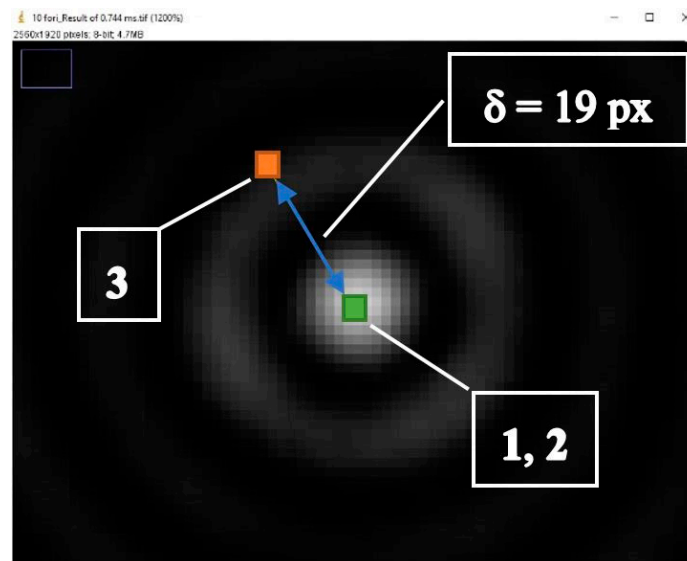 10 fori_Result of 0.744 ms.tif (1200%)
2560x1920 pixels; 8-bit; 4.7MB
δ = 19 px
3
1, 2